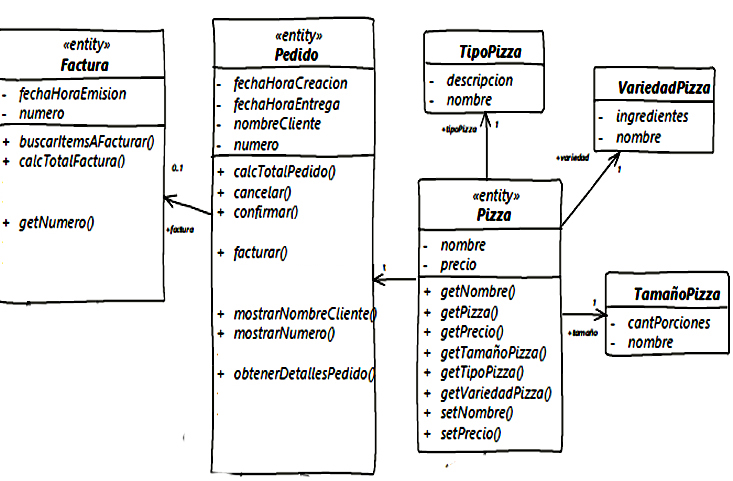 «entity»
Factura
- fechaHoraEmision
- numero
+ buscarItemsAFacturar()
+ calcTotalFactura()
+ getNumero()
0..1
+factura
«entity»
Pedido
- fechaHoraCreacion
- fechaHoraEntrega
- nombreCliente
- numero
+ calcTotalPedido()
+ cancelar()
+ confirmar()
+ facturar()
+ mostrarNombreCliente()
+ mostrarNumero()
+ obtenerDetallesPedido()
1
TipoPizza
- descripcion
- nombre
+tipoPizza
1
VariedadPizza
- ingredientes
- nombre
+variedad
1
«entity»
Pizza
- nombre
- precio
+ getNombre()
+ getPizza()
+ getPrecio()
+ getTamañoPizza()
+ getTipoPizza()
+ getVariedadPizza()
+ setNombre()
+ setPrecio()
1
+tamaño
TamañoPizza
- cantPorciones
- nombre